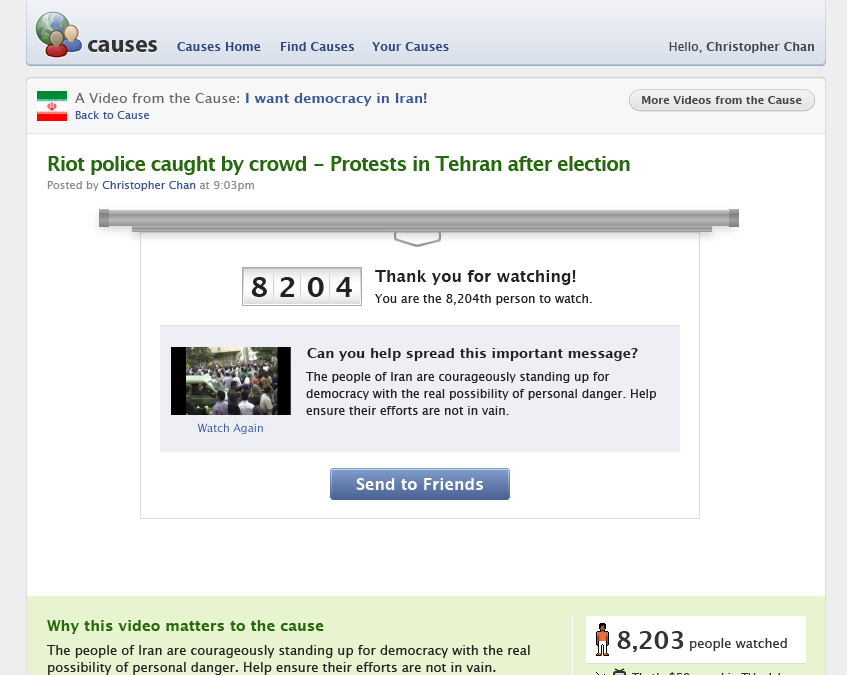 causes Causes Home Find Causes Your Causes Hello, Christopher Chan
A Video from the Cause: I want democracy in Iran!
Back to Cause
More Videos from the Cause
Riot police caught by crowd – Protests in Tehran after election
Posted by Christopher Chan at 9:03pm
8204
Thank you for watching!
You are the 8,204th person to watch.
Can you help spread this important message?
The people of Iran are courageously standing up for
democracy with the real possibility of personal danger. Help
ensure their efforts are not in vain.
Watch Again
Send to Friends
Why this video matters to the cause
The people of Iran are courageously standing up for democracy with the real
possibility of personal danger. Help ensure their efforts are not in vain.
8,203 people watched